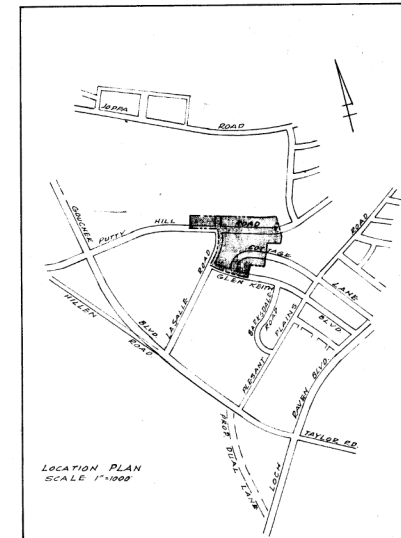 JOPPA ROAD
PUTTY HILL ROAD
GOUCHER BLVD.
HILLEN ROAD
LASALLE ROAD
COTTAGE LANE
GLEN KEITH BLVD.
BARKSDALE ROAD
PLEASANT PLAINS ROAD
LOCH RAVEN BLVD.
TAYLOR RD.
PROP. DUAL LANE
LOCATION PLAN
SCALE 1"=1000'